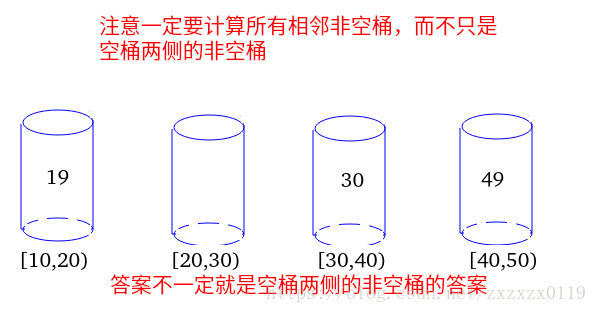 注意一定要计算所有相邻非空桶，而不只是
空桶两侧的非空桶
19
30
49
[10,20)
[20,30)
[30,40)
[40,50)
答案不一定就是空桶两侧的非空桶的答案
https://blog.csdn.net/zxzxzx0119